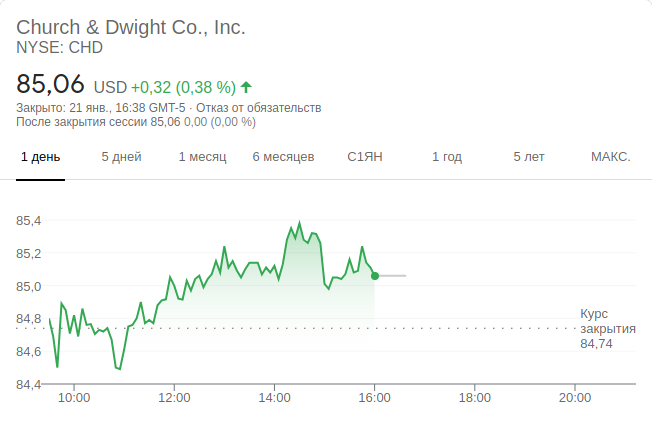 Church & Dwight Co., Inc.
NYSE: CHD
85,06 USD +0,32 (0,38 %)
Закрыто: 21 янв., 16:38 GMT-5 · Отказ от обязательств
После закрытия сессии 85,06 0,00 (0,00 %)
1 день 5 дней 1 месяц 6 месяцев С1ЯН 1 год 5 лет МАКС.
85,4
85,2
85,0
84,8
84,6
84,4
Курс
закрытия
84,74
10:00 12:00 14:00 16:00 18:00 20:00